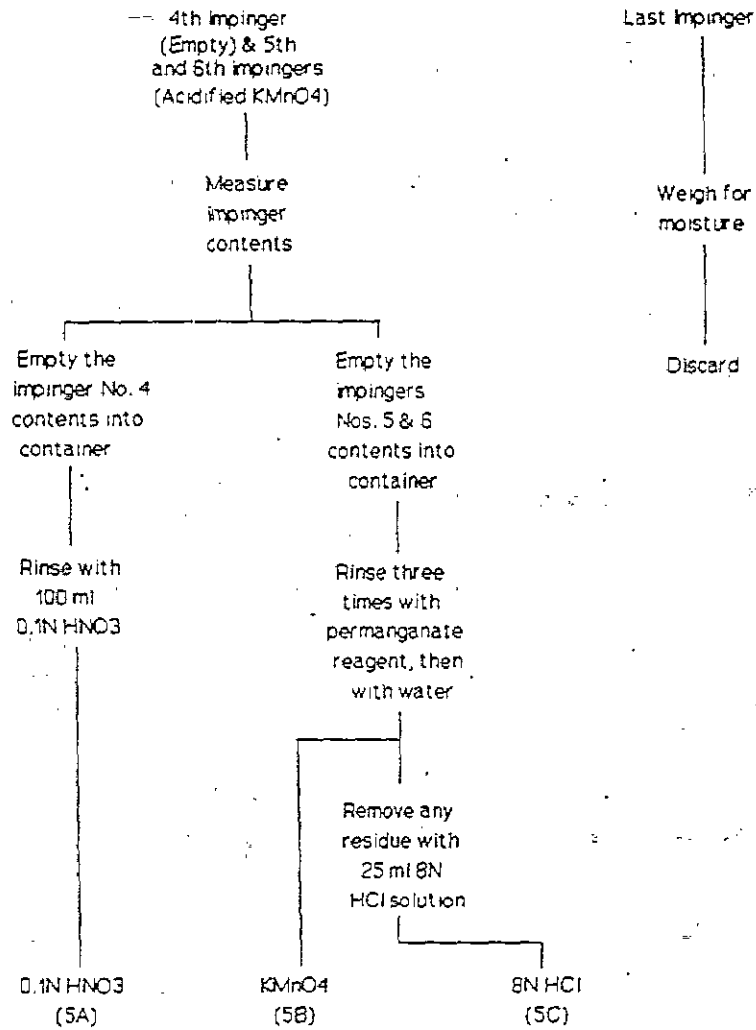 4th Impinger
(Empty) & 5th
and 6th impingers
(Acidified KMnO4)
Measure
impinger
contents
Empty the
impinger No. 4
contents into
container
Rinse with
100 ml
0.1N HNO3
0.1N HNO3
(5A)
Empty the
impingers
Nos. 5 & 6
contents into
container
Rinse three
times with
permanganate
reagent, then
with water
KMnO4
(5B)
Remove any
residue with
25 ml 8N
HCl solution
8N HCl
(5C)
Last Impinger
Weigh for
moisture
Discard